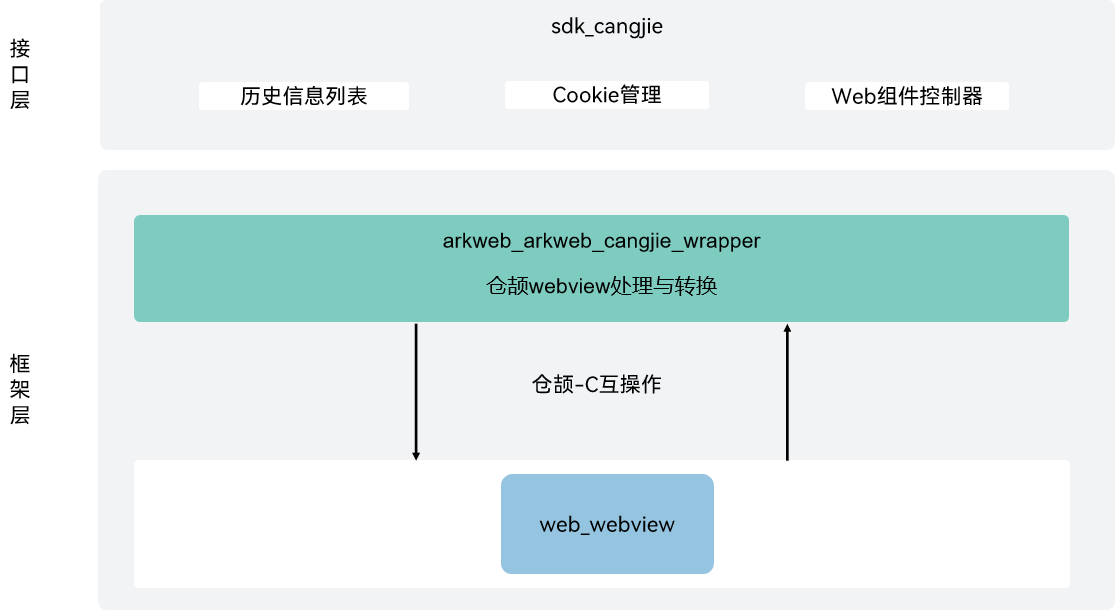 接口层
sdk_cangjie
历史信息列表
Cookie管理
Web组件控制器
框架层
arkweb_arkweb_cangjie_wrapper
仓颉webview处理与转换
仓颉-C互操作
web_webview